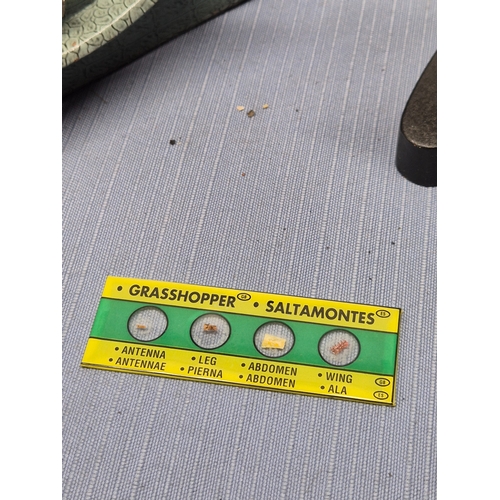 • GRASSHOPPER GB • SALTAMONTES ES
• ANTENNA • LEG • ABDOMEN • WING GB
• ANTENNAE • PIERNA • ABDOMEN • ALA ES